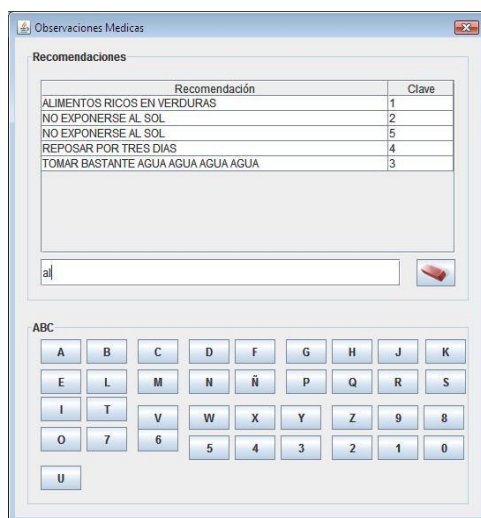 Observaciones Medicas
Recomendaciones
Recomendación Clave
ALIMENTOS RICOS EN VERDURAS 1
NO EXPONERSE AL SOL 2
NO EXPONERSE AL SOL 5
REPOSAR POR TRES DIAS 4
TOMAR BASTANTE AGUA AGUA AGUA AGUA 3
al
ABC
A B C D F G H J K
E L M N Ñ P Q R S
I T V W X Y Z 9 8
O 7 6 5 4 3 2 1 0
U